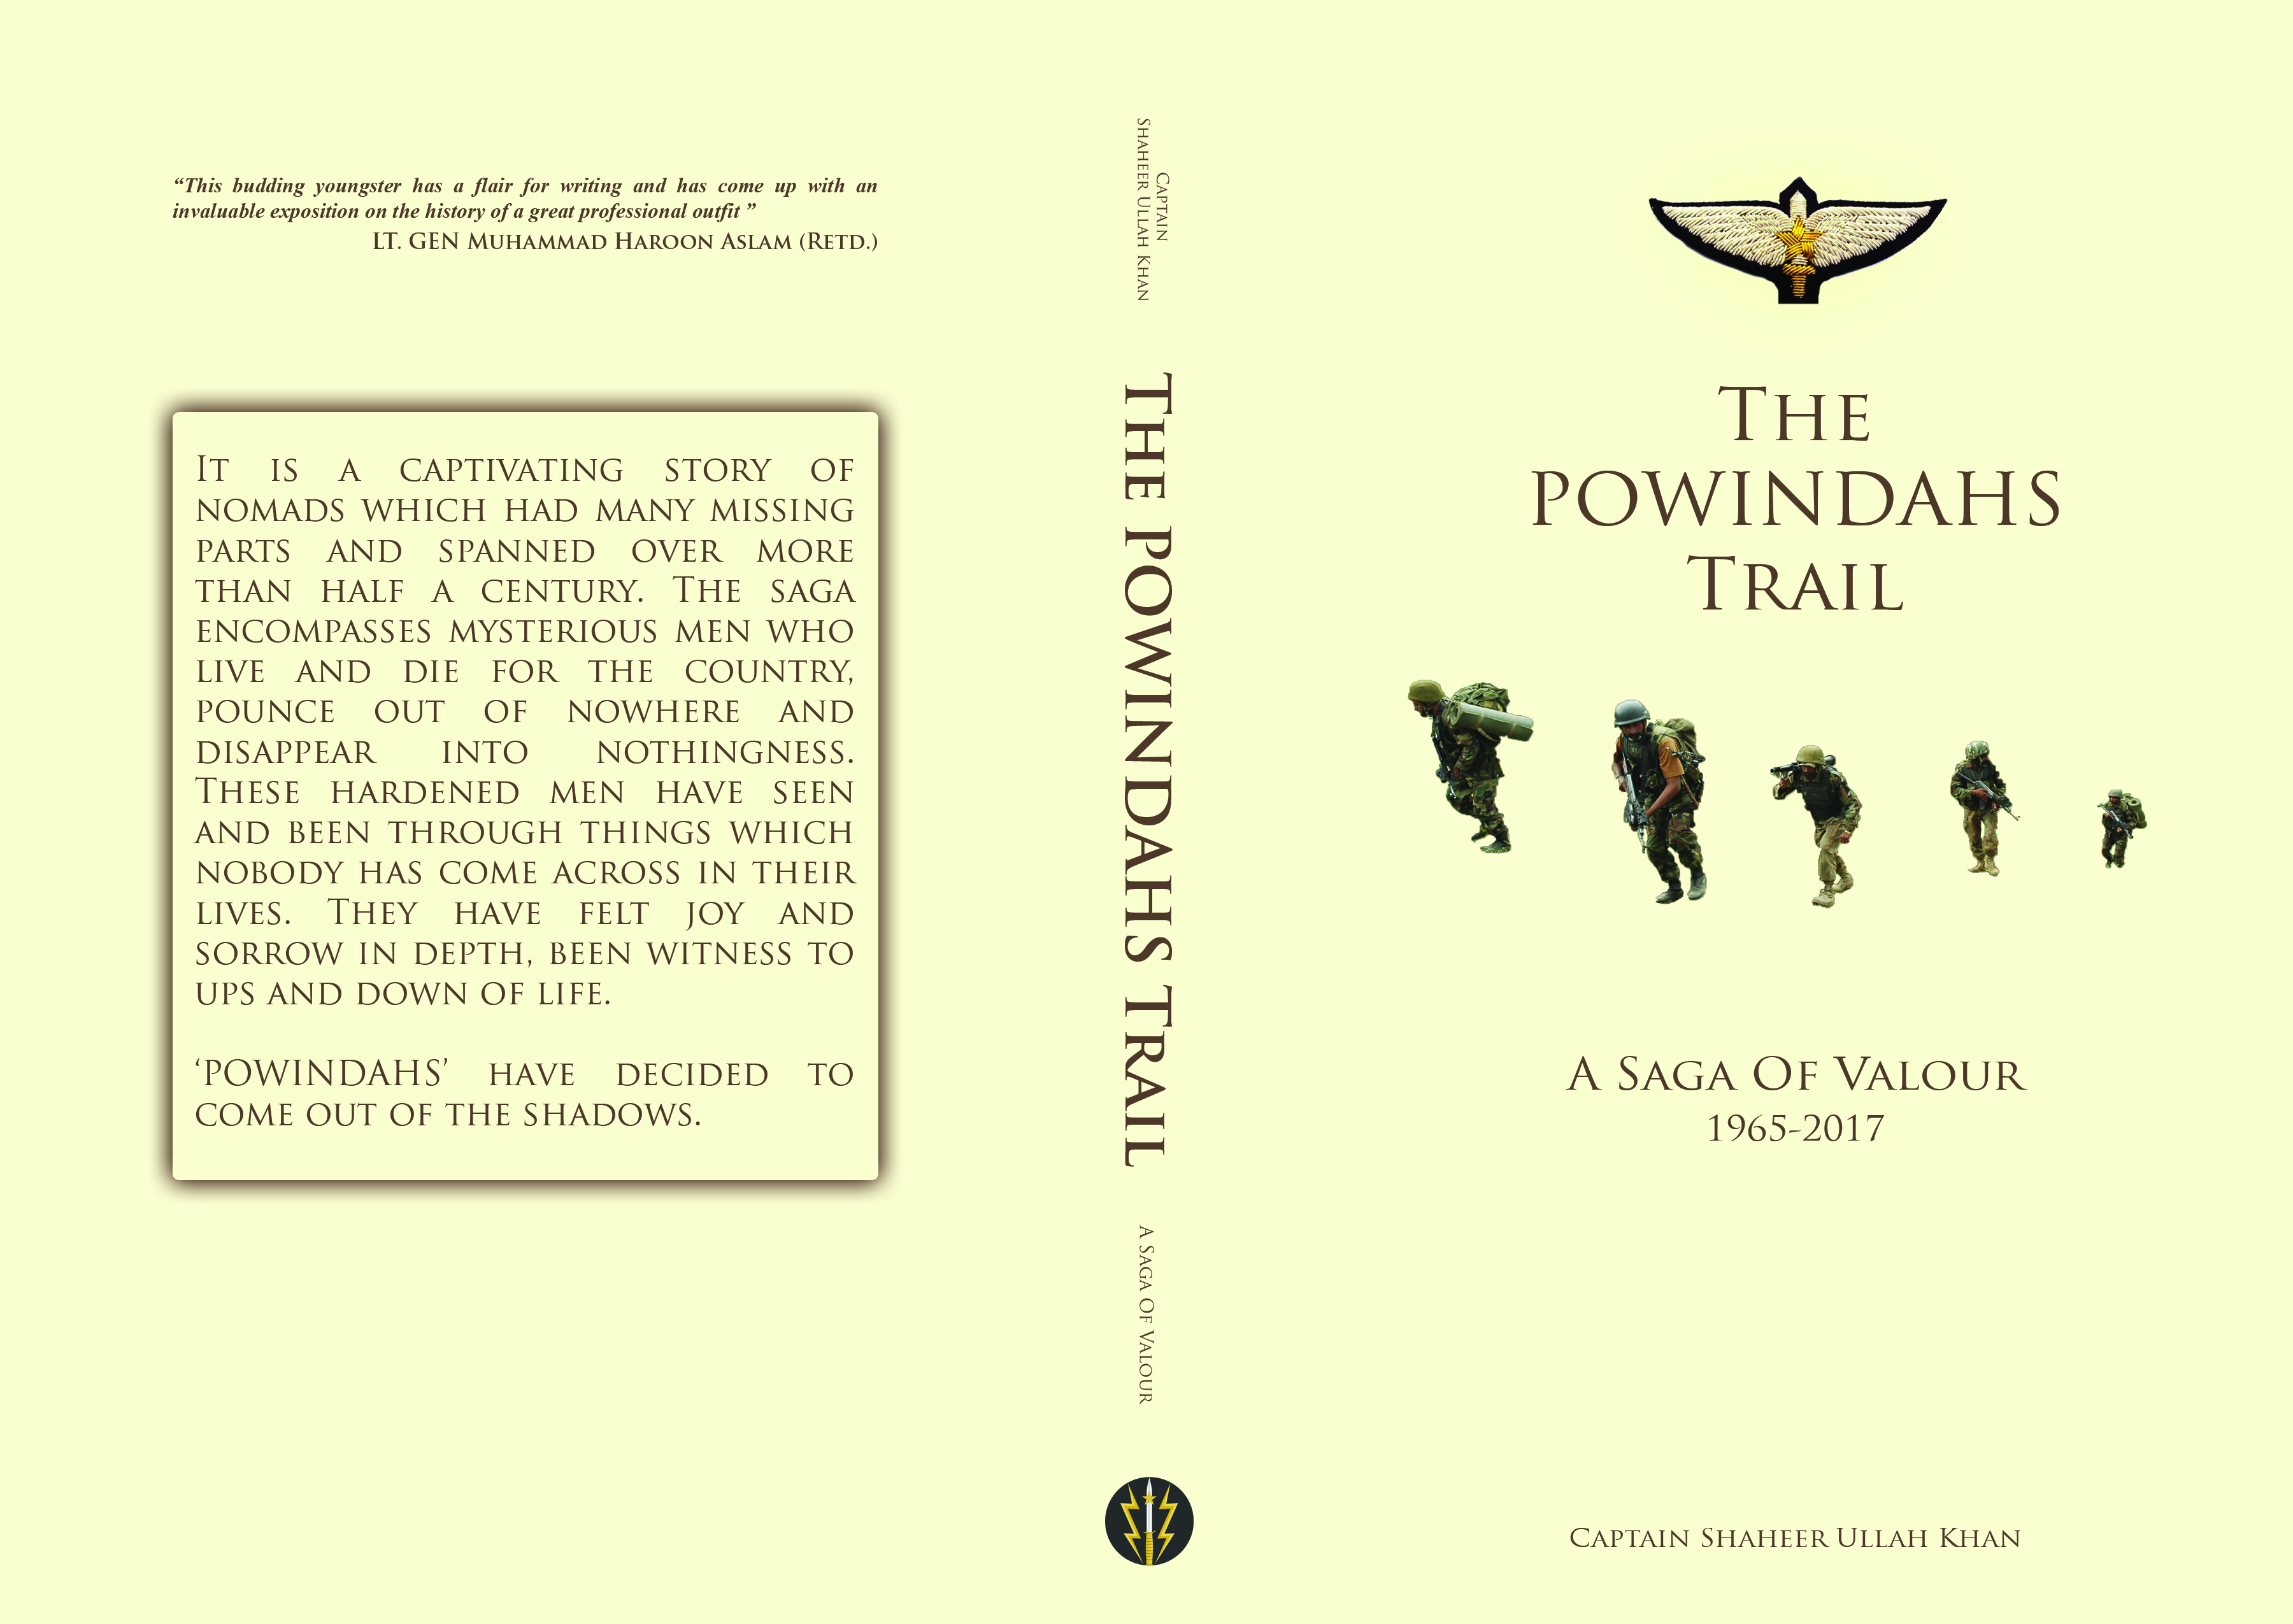 “This budding youngster has a flair for writing and has come up with an
invaluable exposition on the history of a great professional outfit ”
LT. GEN Muhammad Haroon Aslam (Retd.)
It is a captivating story of
nomads which had many missing
parts and spanned over more
than half a century. The saga
encompasses mysterious men who
live and die for the country,
pounce out of nowhere and
disappear into nothingness.
These hardened men have seen
and been through things which
nobody has come across in their
lives. They have felt joy and
sorrow in depth, been witness to
ups and down of life.
‘POWINDAHS’ have decided to
come out of the shadows.
Captain
Shaheer Ullah Khan
The POWINDAHS Trail
A Saga Of Valour
The
POWINDAHS
Trail
A Saga Of Valour
1965-2017
Captain Shaheer Ullah Khan